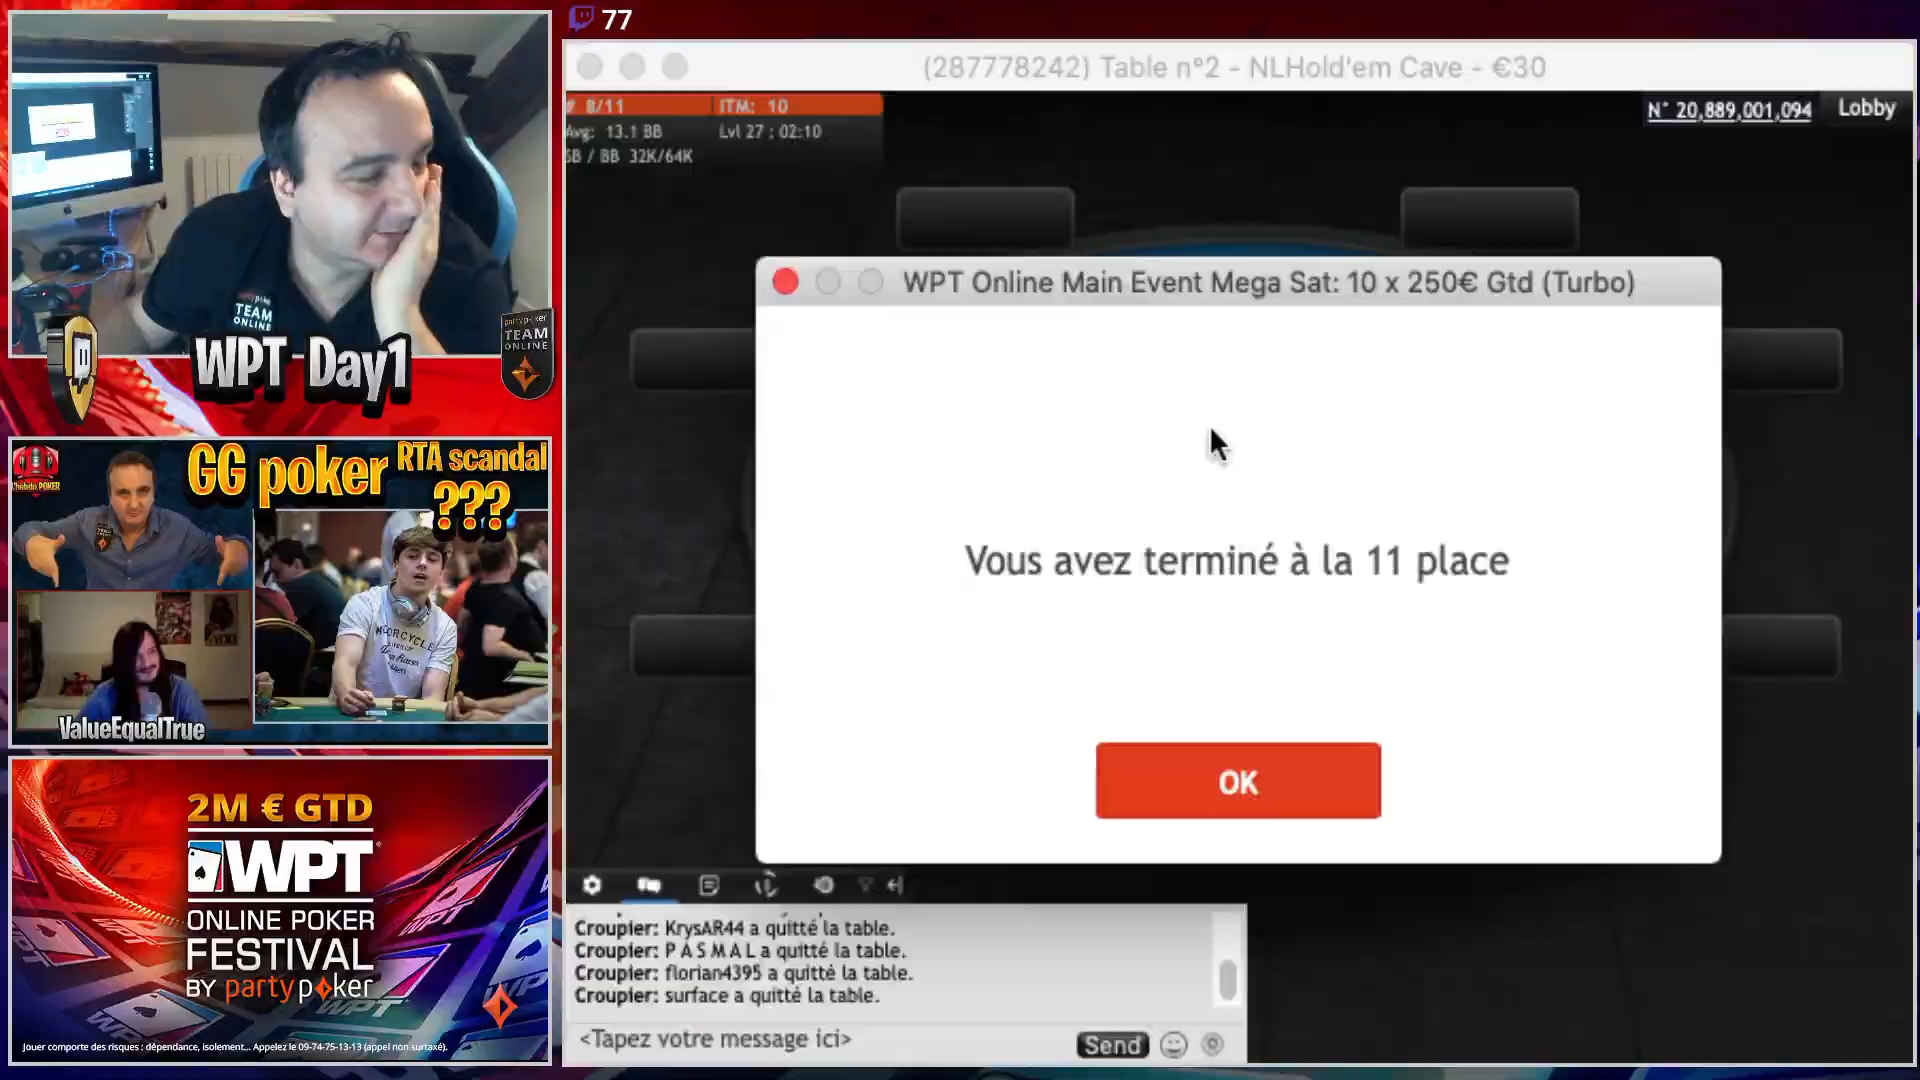 77
(287778242) Table n°2 - NLHold'em Cave - €30
# 8/11
ITM: 10
Avg: 13.1 BB
Lvl 27 : 02:10
SB / BB 32K/64K
N° 20,889,001,094
Lobby
WPT Online Main Event Mega Sat: 10 x 250€ Gtd (Turbo)
Vous avez terminé à la 11 place
OK
partypoker
TEAM
ONLINE
partypoker
TEAM
ONLINE
WPT Day1
GG poker
RTA scandal
???
POKER
MOTORCYCLE
ValueEqualTrue
2M € GTD
WPT
ONLINE POKER
FESTIVAL
BY partypoker
Jouer comporte des risques : dépendance, isolement... Appelez le 09-74-75-13-13 (appel non surtaxé).
Croupier: KrysAR44 a quitté la table.
Croupier: P A S M A L a quitté la table.
Croupier: florian4395 a quitté la table.
Croupier: surface a quitté la table.
<Tapez votre message ici>
Send